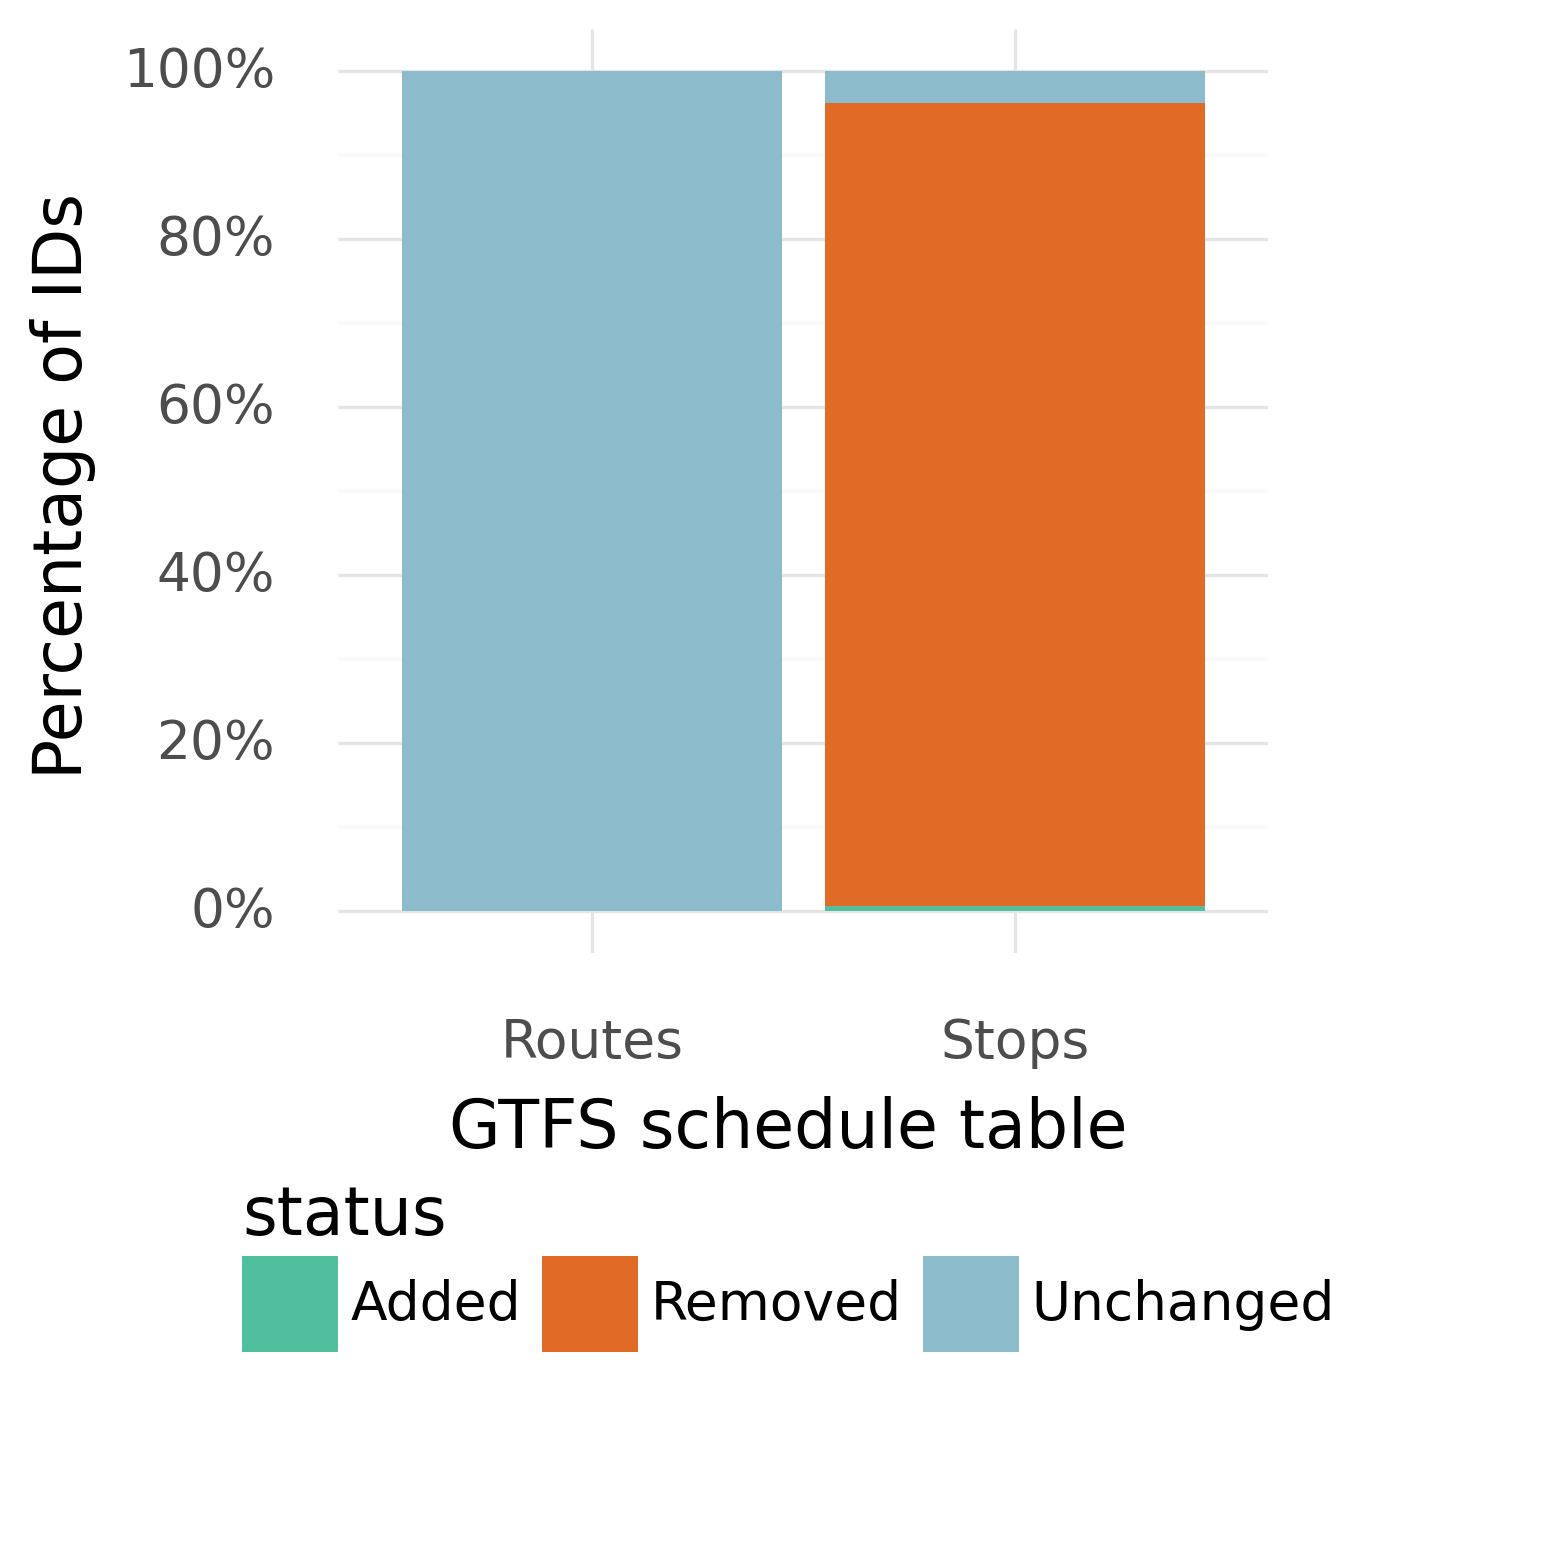 100%
80%
60%
40%
20%
0%
Percentage of IDs
Routes Stops
GTFS schedule table
status
Added Removed Unchanged